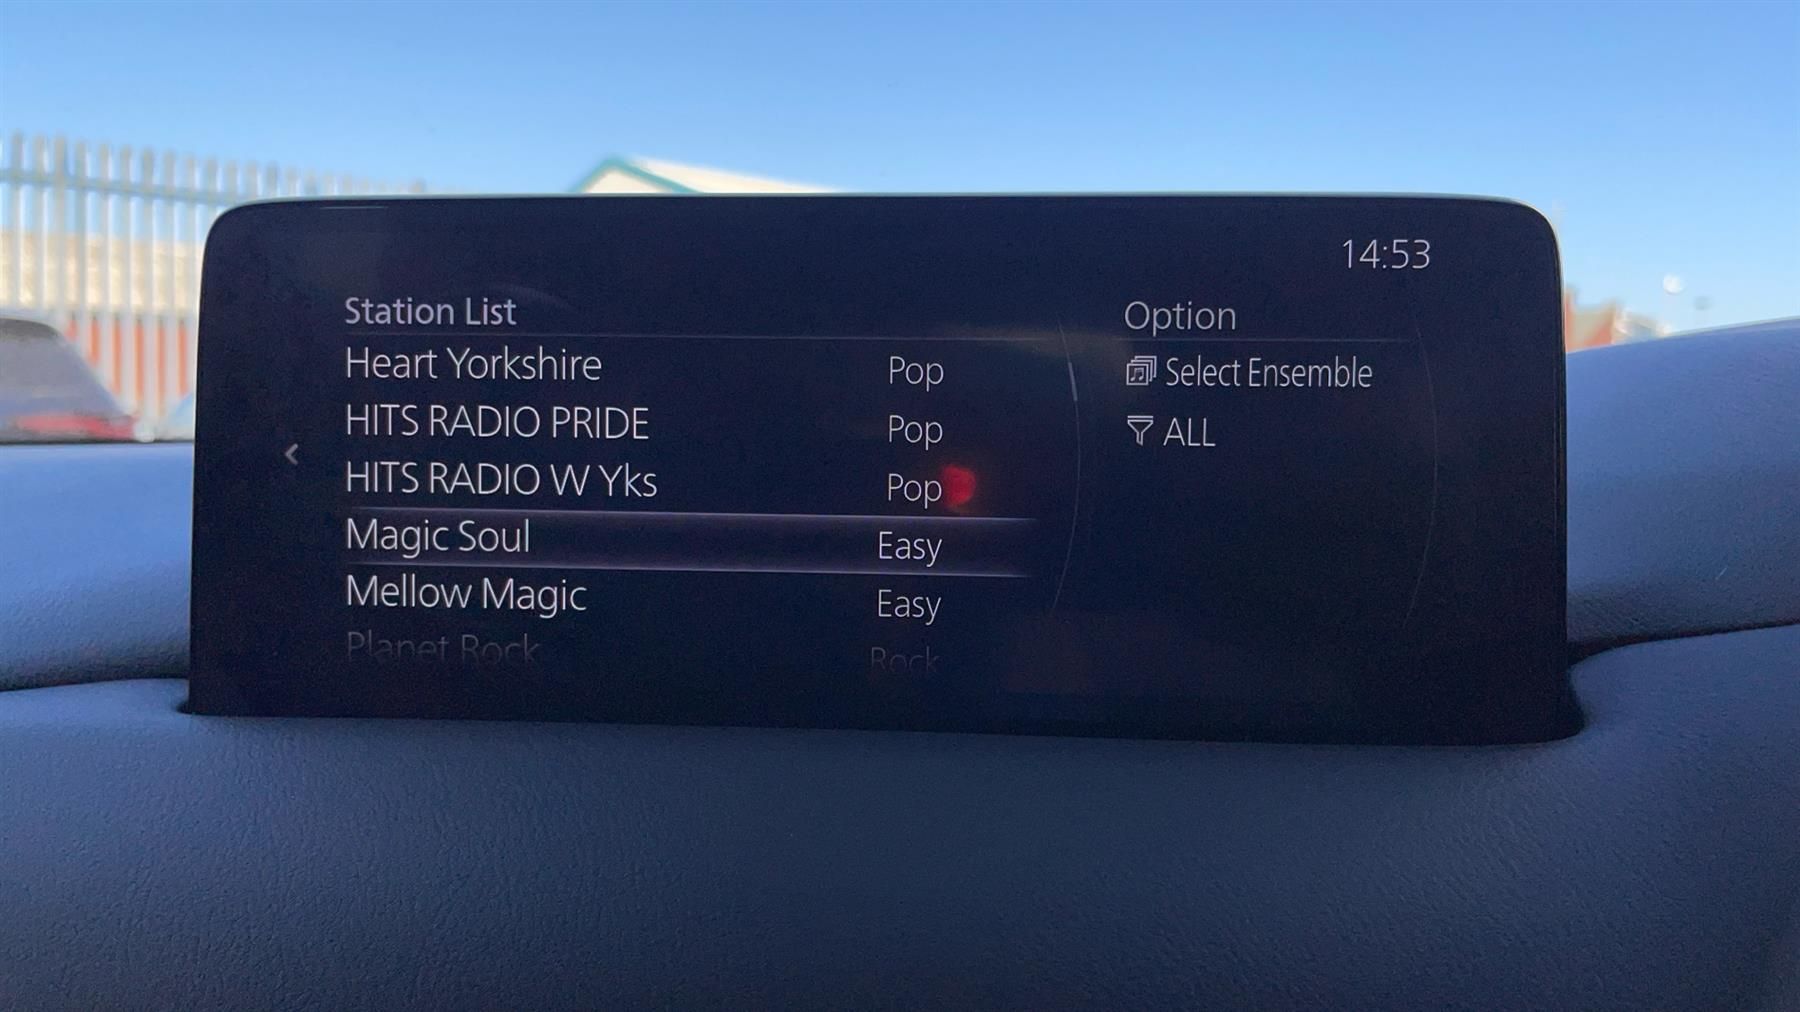 14:53
Station List
Heart Yorkshire Pop
HITS RADIO PRIDE Pop
HITS RADIO W Yks Pop
Magic Soul Easy
Mellow Magic Easy
Planet Rock Rock
Option
Select Ensemble
ALL